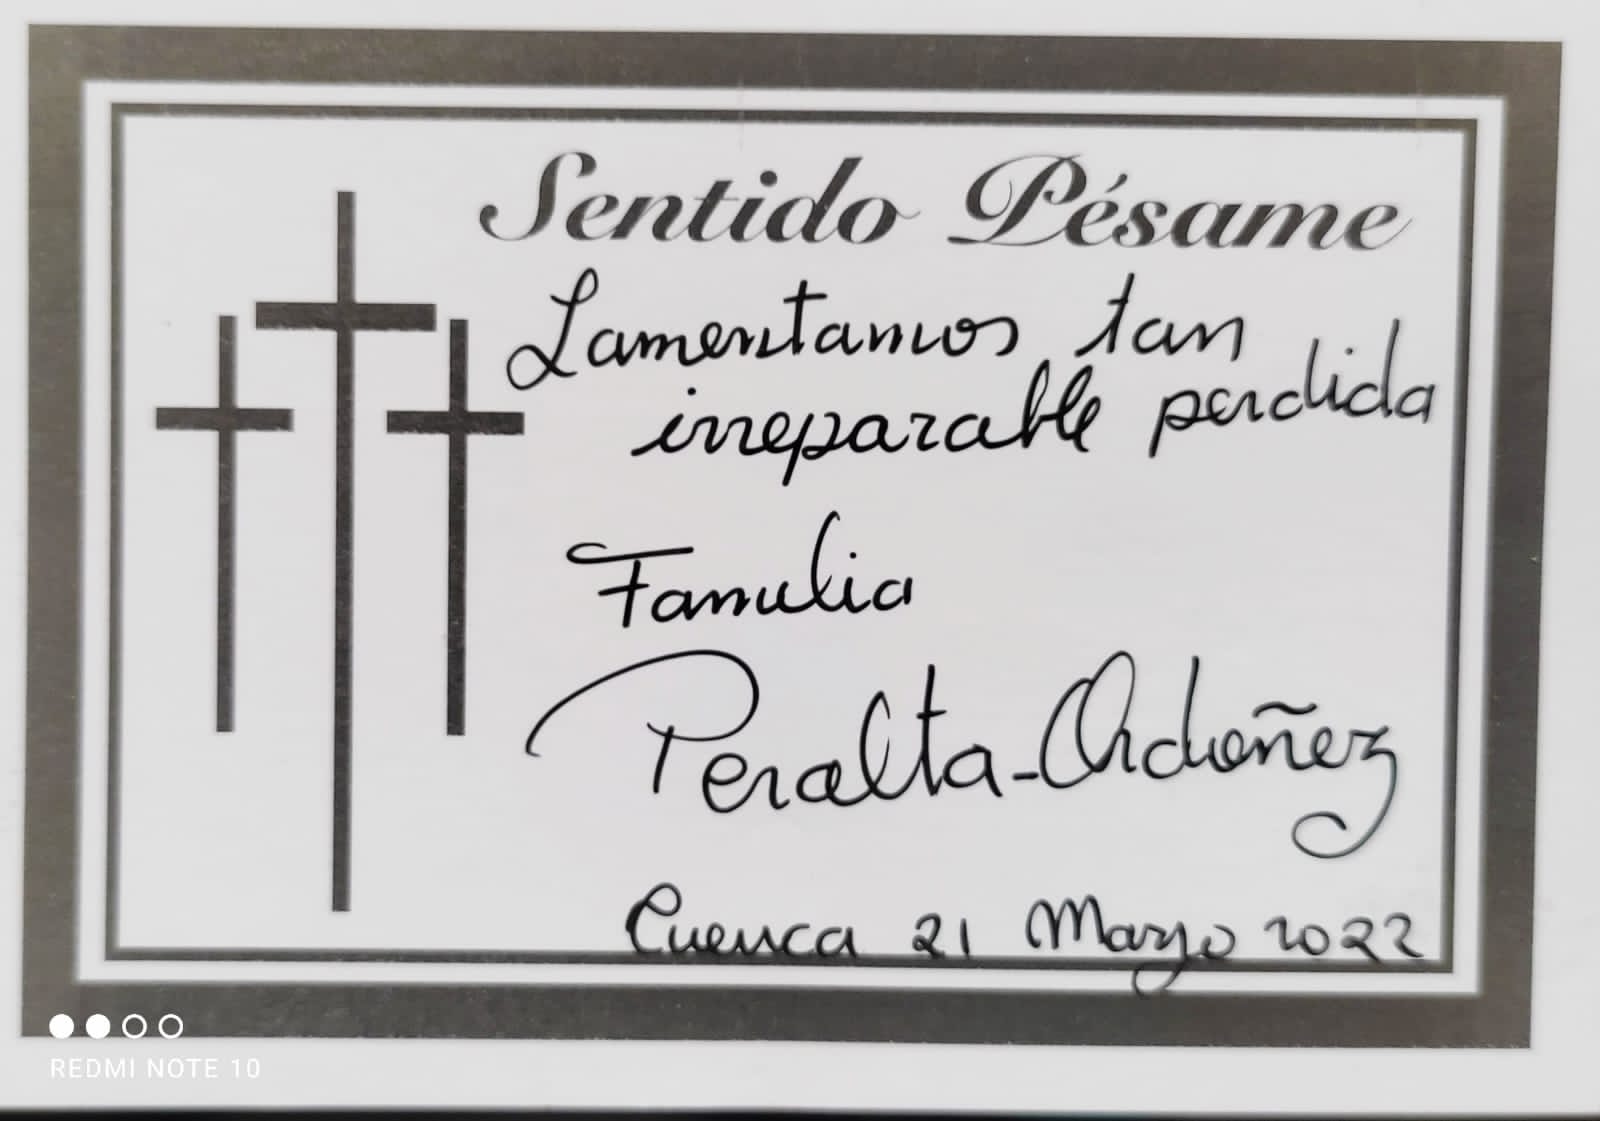 Sentido Pésame
Lamentamos tan
irreparable perdida
Familia
Peralta-Ordoñez
Cuenca 21 Mayo 2022
REDMI NOTE 10